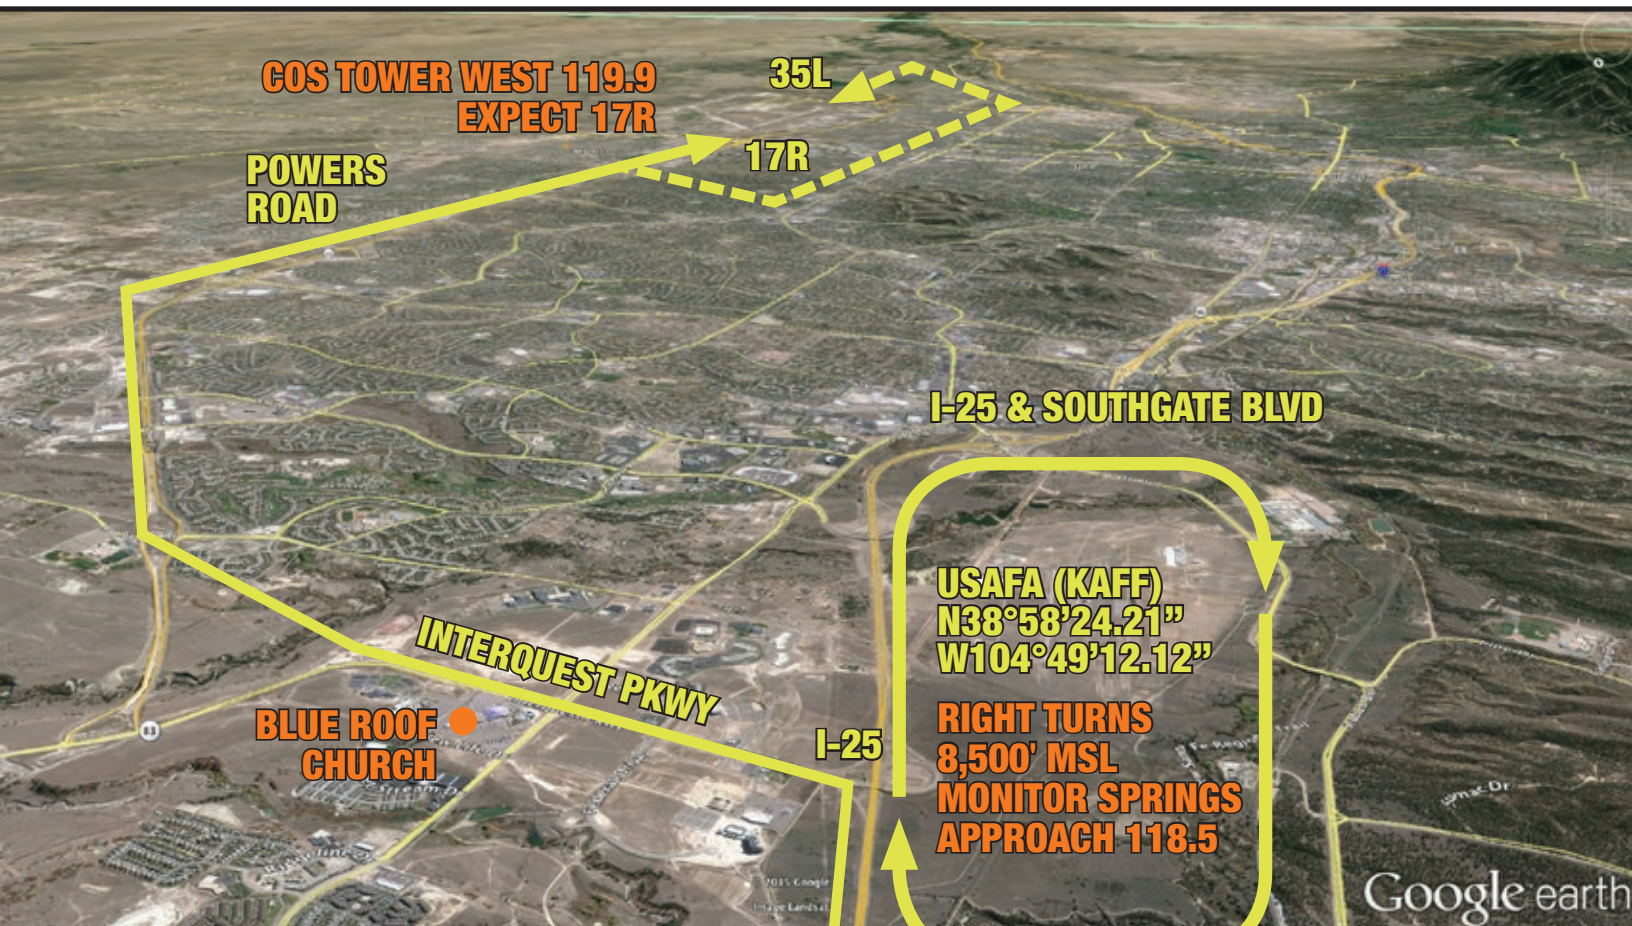 COS TOWER WEST 119.9
EXPECT 17R
35L
17R
POWERS
ROAD
I-25 & SOUTHGATE BLVD
USAFA (KAFF)
N38°58’24.21”
W104°49’12.12”
RIGHT TURNS
8,500' MSL
MONITOR SPRINGS
APPROACH 118.5
INTERQUEST PKWY
BLUE ROOF
CHURCH
I-25
83
Google earth